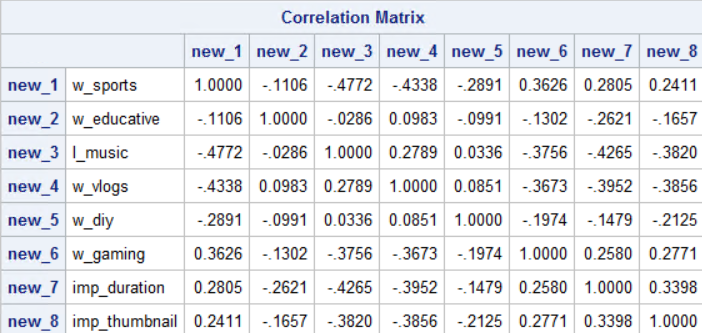 Correlation Matrix
new_1 new_2 new_3 new_4 new_5 new_6 new_7 new_8
new_1 w_sports 1.0000 -.1106 -.4772 -.4338 -.2891 0.3626 0.2805 0.2411
new_2 w_educative -.1106 1.0000 -.0286 0.0983 -.0991 -.1302 -.2621 -.1657
new_3 l_music -.4772 -.0286 1.0000 0.2789 0.0336 -.3756 -.4265 -.3820
new_4 w_vlogs -.4338 0.0983 0.2789 1.0000 0.0851 -.3673 -.3952 -.3856
new_5 w_diy -.2891 -.0991 0.0336 0.0851 1.0000 -.1974 -.1479 -.2125
new_6 w_gaming 0.3626 -.1302 -.3756 -.3673 -.1974 1.0000 0.2580 0.2771
new_7 imp_duration 0.2805 -.2621 -.4265 -.3952 -.1479 0.2580 1.0000 0.3398
new_8 imp_thumbnail 0.2411 -.1657 -.3820 -.3856 -.2125 0.2771 0.3398 1.0000